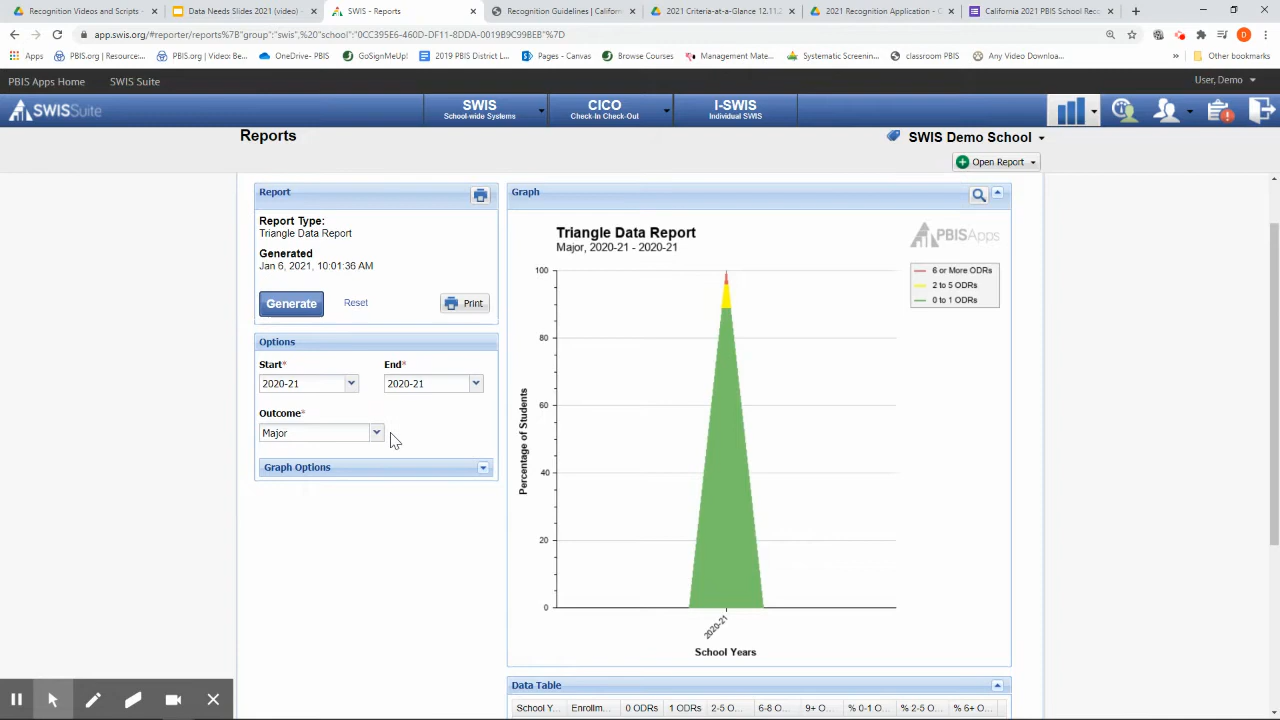 Recognition Videos and Scripts -
Data Needs Slides 2021 (video) -
SWIS - Reports
Recognition Guidelines | Californ
2021 Criteria-at-a-Glance 12.11.2
2021 Recognition Application - C
California 2021 PBIS School Reco
app.swis.org/#reporter/reports%7B"group":"swis",%20"school":"0CC395E6-DF11-8DDA-0019B9C99BEB"%7D
Apps
PBIS.org | Resource:
PBIS.org | Video: Be...
OneDrive- PBIS
GoSignMeUp!
2019 PBIS District L...
Pages - Canvas
Browse Courses
Management Mate...
Systematic Screenin...
classroom PBIS
Any Video Downloa...
»
Other bookmarks
PBIS Apps Home
SWIS Suite
User, Demo
SWISSuite
SWIS
School-wide Systems
CICO
Check-In Check-Out
I-SWIS
Individual SWIS
Reports
SWIS Demo School
Open Report
Report
Report Type:
Triangle Data Report
Generated
Jan 6, 2021, 10:01:36 AM
Generate
Reset
Print
Options
Start*
End*
2020-21
2020-21
Outcome*
Major
Graph Options
Graph
Triangle Data Report
Major, 2020-21 - 2020-21
PBISApps
6 or More ODRs
2 to 5 ODRs
0 to 1 ODRs
100
80
60
40
20
0
Percentage of Students
2020-21
School Years
Data Table
School Y...
Enrollm...
0 ODRs
1 ODRs
2-5 O...
6-8 O...
9+ O...
% 0-1 O...
% 2-5 O...
% 6+ O...